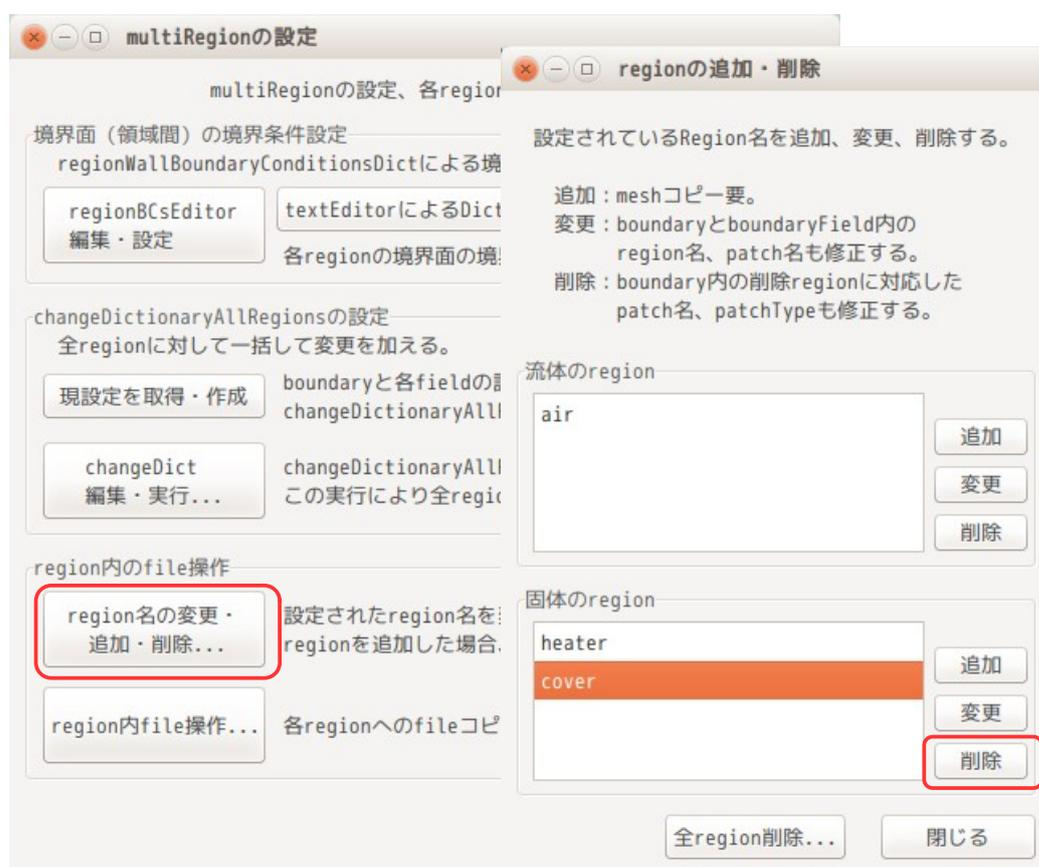 multiRegionの設定
multiRegionの設定、各region
境界面（領域間）の境界条件設定
regionWallBoundaryConditionsDictによる境
regionBCsEditor
編集・設定
textEditorによるDict
各regionの境界面の境
changeDictionaryAllRegionsの設定
全regionに対して一括して変更を加える。
現設定を取得・作成
boundaryと各fieldの
changeDictionaryAll
changeDict
編集・実行...
changeDictionaryAll
この実行により全regio
region内のfile操作
region名の変更・
追加・削除...
設定されたregion名を
regionを追加した場合、
region内file操作...
各regionへのfileコピ
regionの追加・削除
設定されているRegion名を追加、変更、削除する。
追加：meshコピー要。
変更：boundaryとboundaryField内の
region名、patch名も修正する。
削除：boundary内の削除regionに対応した
patch名、patchTypeも修正する。
流体のregion
air
追加
変更
削除
固体のregion
heater
cover
追加
変更
削除
全region削除...
閉じる